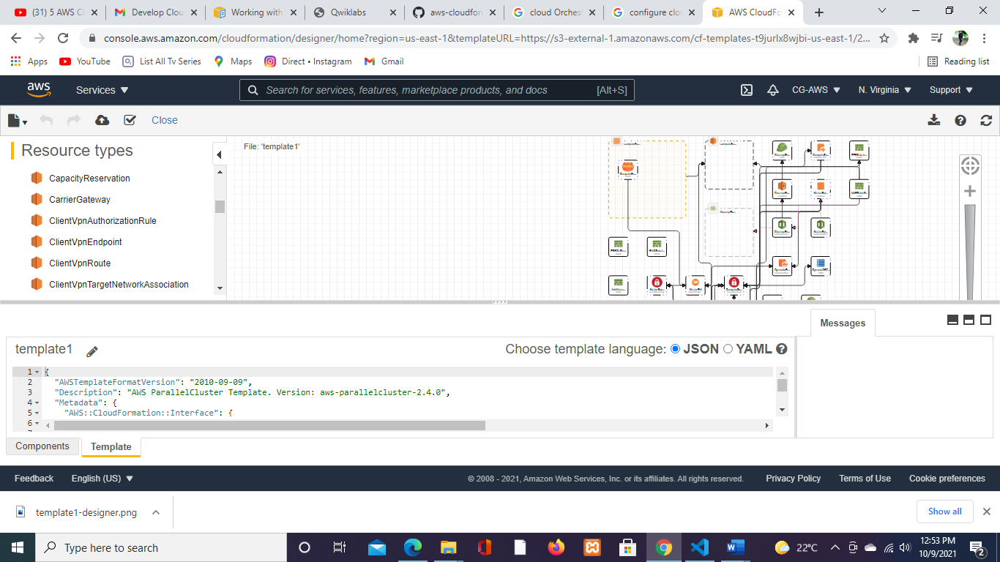 (31) 5 AWS Cl
Develop Clou
Working with
Qwiklabs
aws-cloudfor
cloud Orchest
configure clo
AWS CloudFo
console.aws.amazon.com/cloudformation/designer/home?region=us-east-1&templateURL=https://s3-external-1.amazonaws.com/cf-templates-t9jurlx8wjbi-us-east-1/2...
Apps
YouTube
List All Tv Series
Maps
Direct • Instagram
Gmail
Reading list
aws
Services
Search for services, features, marketplace products, and docs
[Alt+S]
CG-AWS
N. Virginia
Support
Close
Resource types
File: 'template1'
CapacityReservation
CarrierGateway
ClientVpnAuthorizationRule
ClientVpnEndpoint
ClientVpnRoute
ClientVpnTargetNetworkAssociation
Messages
template1
Choose template language: JSON YAML
1 {
2 "AWSTemplateFormatVersion": "2010-09-09",
3 "Description": "AWS ParallelCluster Template. Version: aws-parallelcluster-2.4.0",
4 "Metadata": {
5 "AWS::CloudFormation::Interface": {
6
Components
Template
Feedback
English (US)
© 2008 - 2021, Amazon Web Services, Inc. or its affiliates. All rights reserved.
Privacy Policy
Terms of Use
Cookie preferences
template1-designer.png
Show all
Type here to search
22°C
12:53 PM
10/9/2021
2